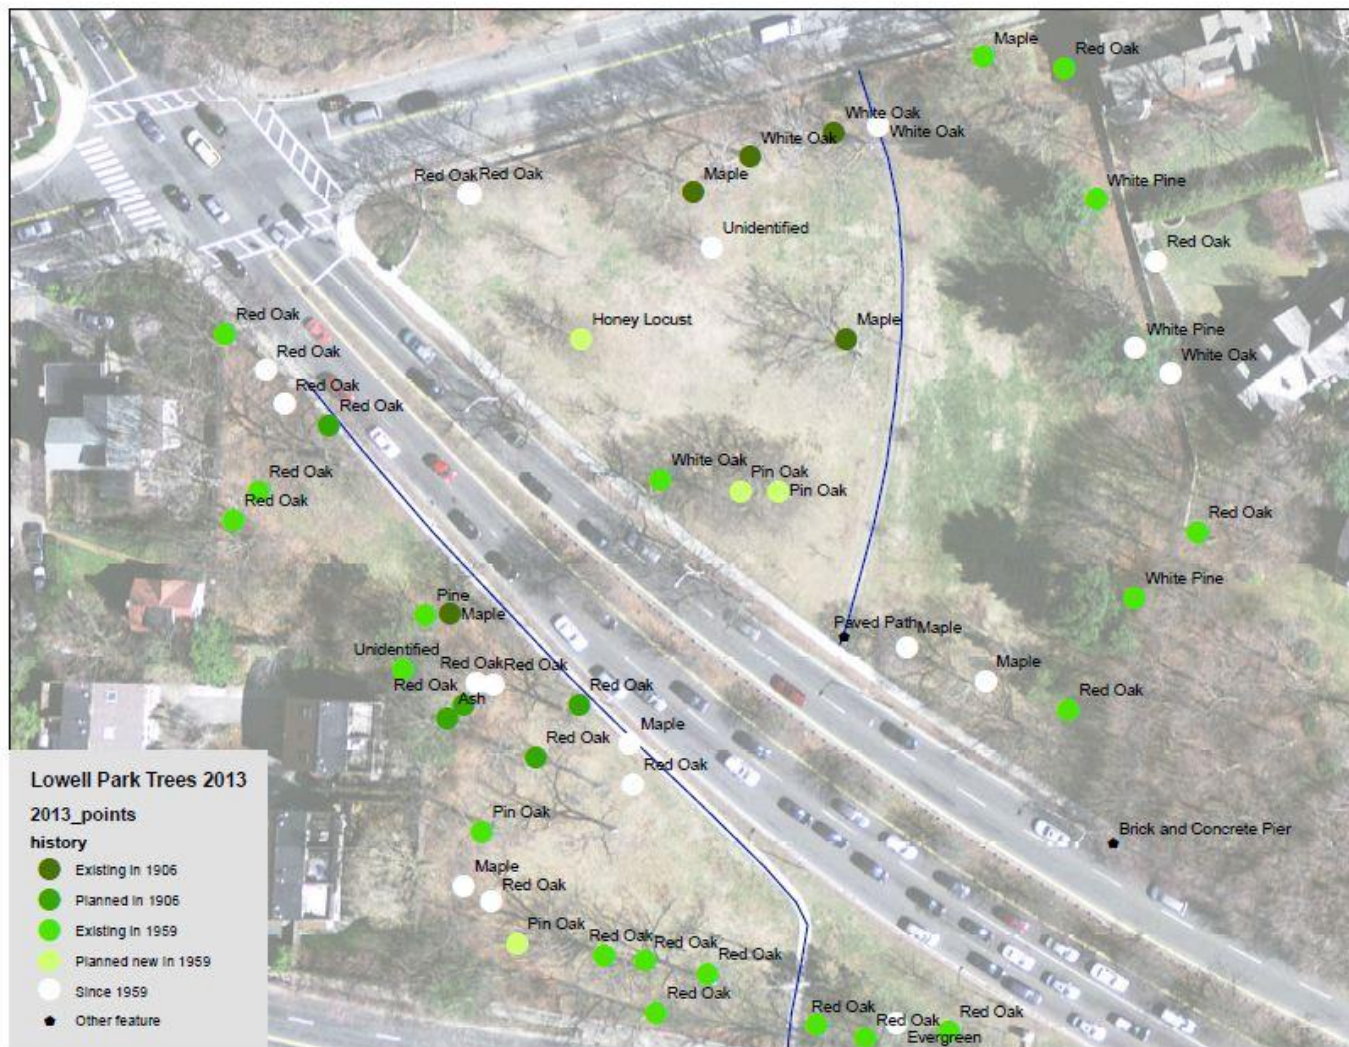 Maple
Red Oak
White Oak
White Oak
White Oak
Maple
Red Oak
Red Oak
White Pine
Unidentified
Red Oak
Red Oak
Honey Locust
Maple
White Pine
White Oak
Red Oak
Red Oak
Red Oak
Red Oak
Red Oak
White Oak
Pin Oak
Pin Oak
Red Oak
White Pine
Pine
Maple
Paved Path
Maple
Maple
Unidentified
Red Oak
Red Oak
Red Oak
Ash
Red Oak
Red Oak
Maple
Red Oak
Red Oak
Pin Oak
Brick and Concrete Pier
Maple
Red Oak
Pin Oak
Red Oak
Red Oak
Red Oak
Red Oak
Red Oak
Red Oak
Red Oak
Evergreen
Lowell Park Trees 2013
2013_points
history
Existing in 1906
Planned in 1906
Existing in 1959
Planned new in 1959
Since 1959
Other feature